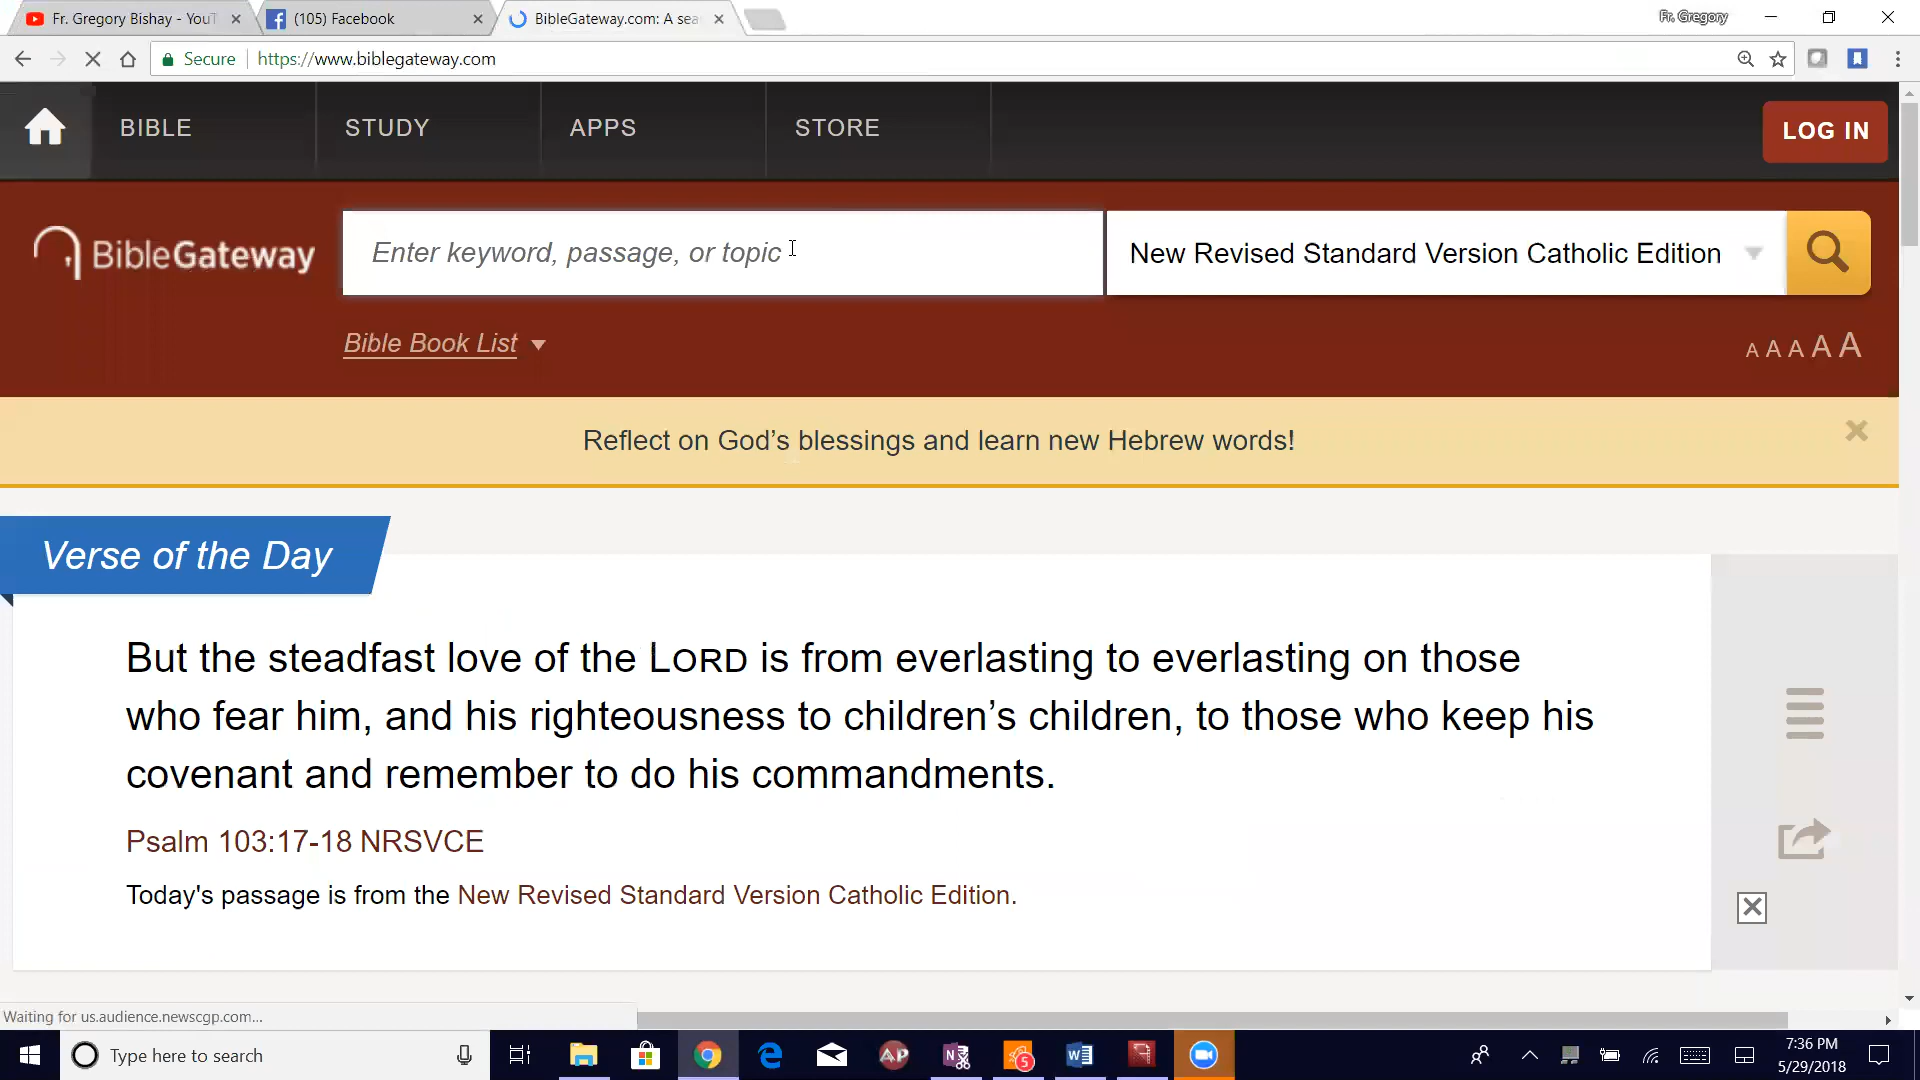 Fr. Gregory Bishay - YouT
(105) Facebook
BibleGateway.com: A sea
Fr. Gregory
Secure
https://www.biblegateway.com
BIBLE
STUDY
APPS
STORE
LOG IN
BibleGateway
Enter keyword, passage, or topic
New Revised Standard Version Catholic Edition
Bible Book List
A A A A A
Reflect on God’s blessings and learn new Hebrew words!
Verse of the Day
But the steadfast love of the LORD is from everlasting to everlasting on those
who fear him, and his righteousness to children’s children, to those who keep his
covenant and remember to do his commandments.
Psalm 103:17-18 NRSVCE
Today's passage is from the New Revised Standard Version Catholic Edition.
Waiting for us.audience.newscgp.com...
Type here to search
AP
5
7:36 PM
5/29/2018